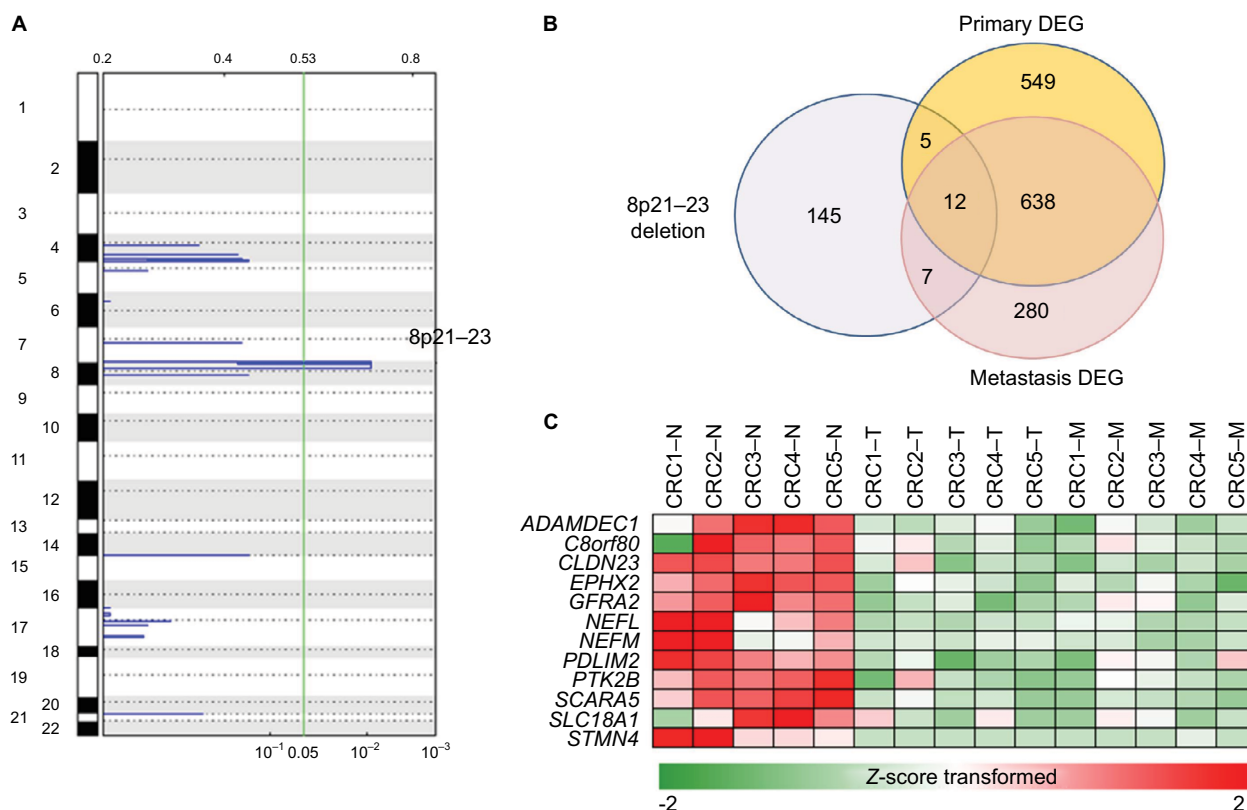 A
0.2 0.4 0.53 0.8
1
2
3
4
5
6
7
8p21–23
8
9
10
11
12
13
14
15
16
17
18
19
20
21
22
10⁻¹ 0.05 10⁻² 10⁻³
B
Primary DEG
549
5
8p21–23
deletion
145
12
638
7
280
Metastasis DEG
C
CRC1–N CRC2–N CRC3–N CRC4–N CRC5–N CRC1–T CRC2–T CRC3–T CRC4–T CRC5–T CRC1–M CRC2–M CRC3–M CRC4–M CRC5–M
ADAMDEC1
C8orf80
CLDN23
EPHX2
GFRA2
NEFL
NEFM
PDLIM2
PTK2B
SCARA5
SLC18A1
STMN4
Z-score transformed
-2 2